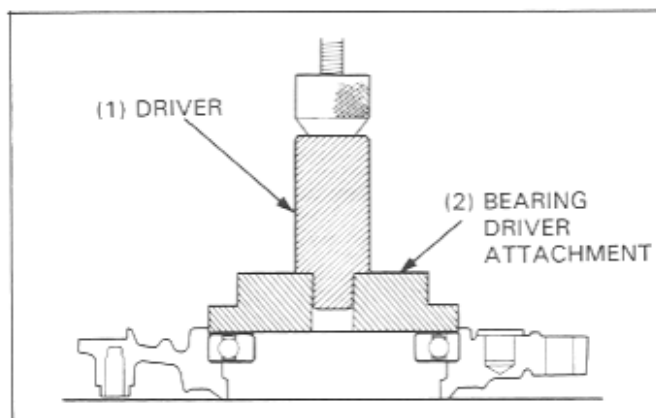 (1) DRIVER
(2) BEARING
DRIVER
ATTACHMENT